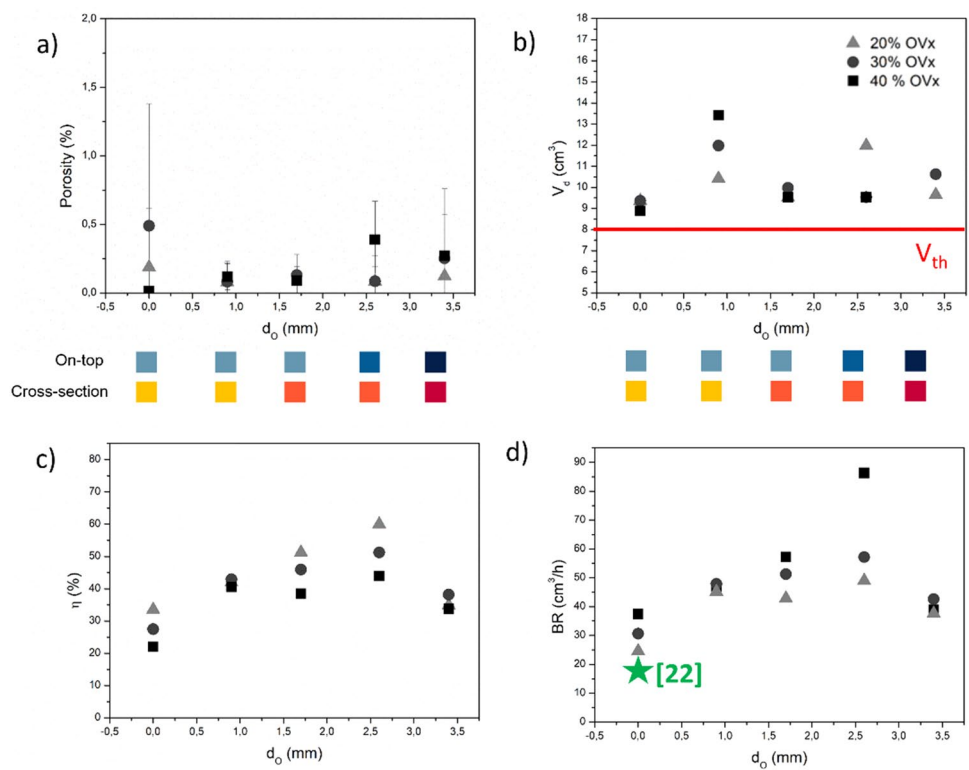 a)
2,0
1,5
1,0
0,5
0,0
Porosity (%)
-0,5 0,0 0,5 1,0 1,5 2,0 2,5 3,0 3,5
d_O (mm)
b)
18
17
16
15
14
13
12
11
10
9
8
7
6
5
V_d (cm³)
20% OVx
30% OVx
40 % OVx
V_th
-0,5 0,0 0,5 1,0 1,5 2,0 2,5 3,0 3,5
d_O (mm)
On-top
Cross-section
c)
80
70
60
50
40
30
20
10
0
η (%)
-0,5 0,0 0,5 1,0 1,5 2,0 2,5 3,0 3,5
d_O (mm)
d)
90
80
70
60
50
40
30
20
10
0
BR (cm³/h)
[22]
-0,5 0,0 0,5 1,0 1,5 2,0 2,5 3,0 3,5
d_O (mm)